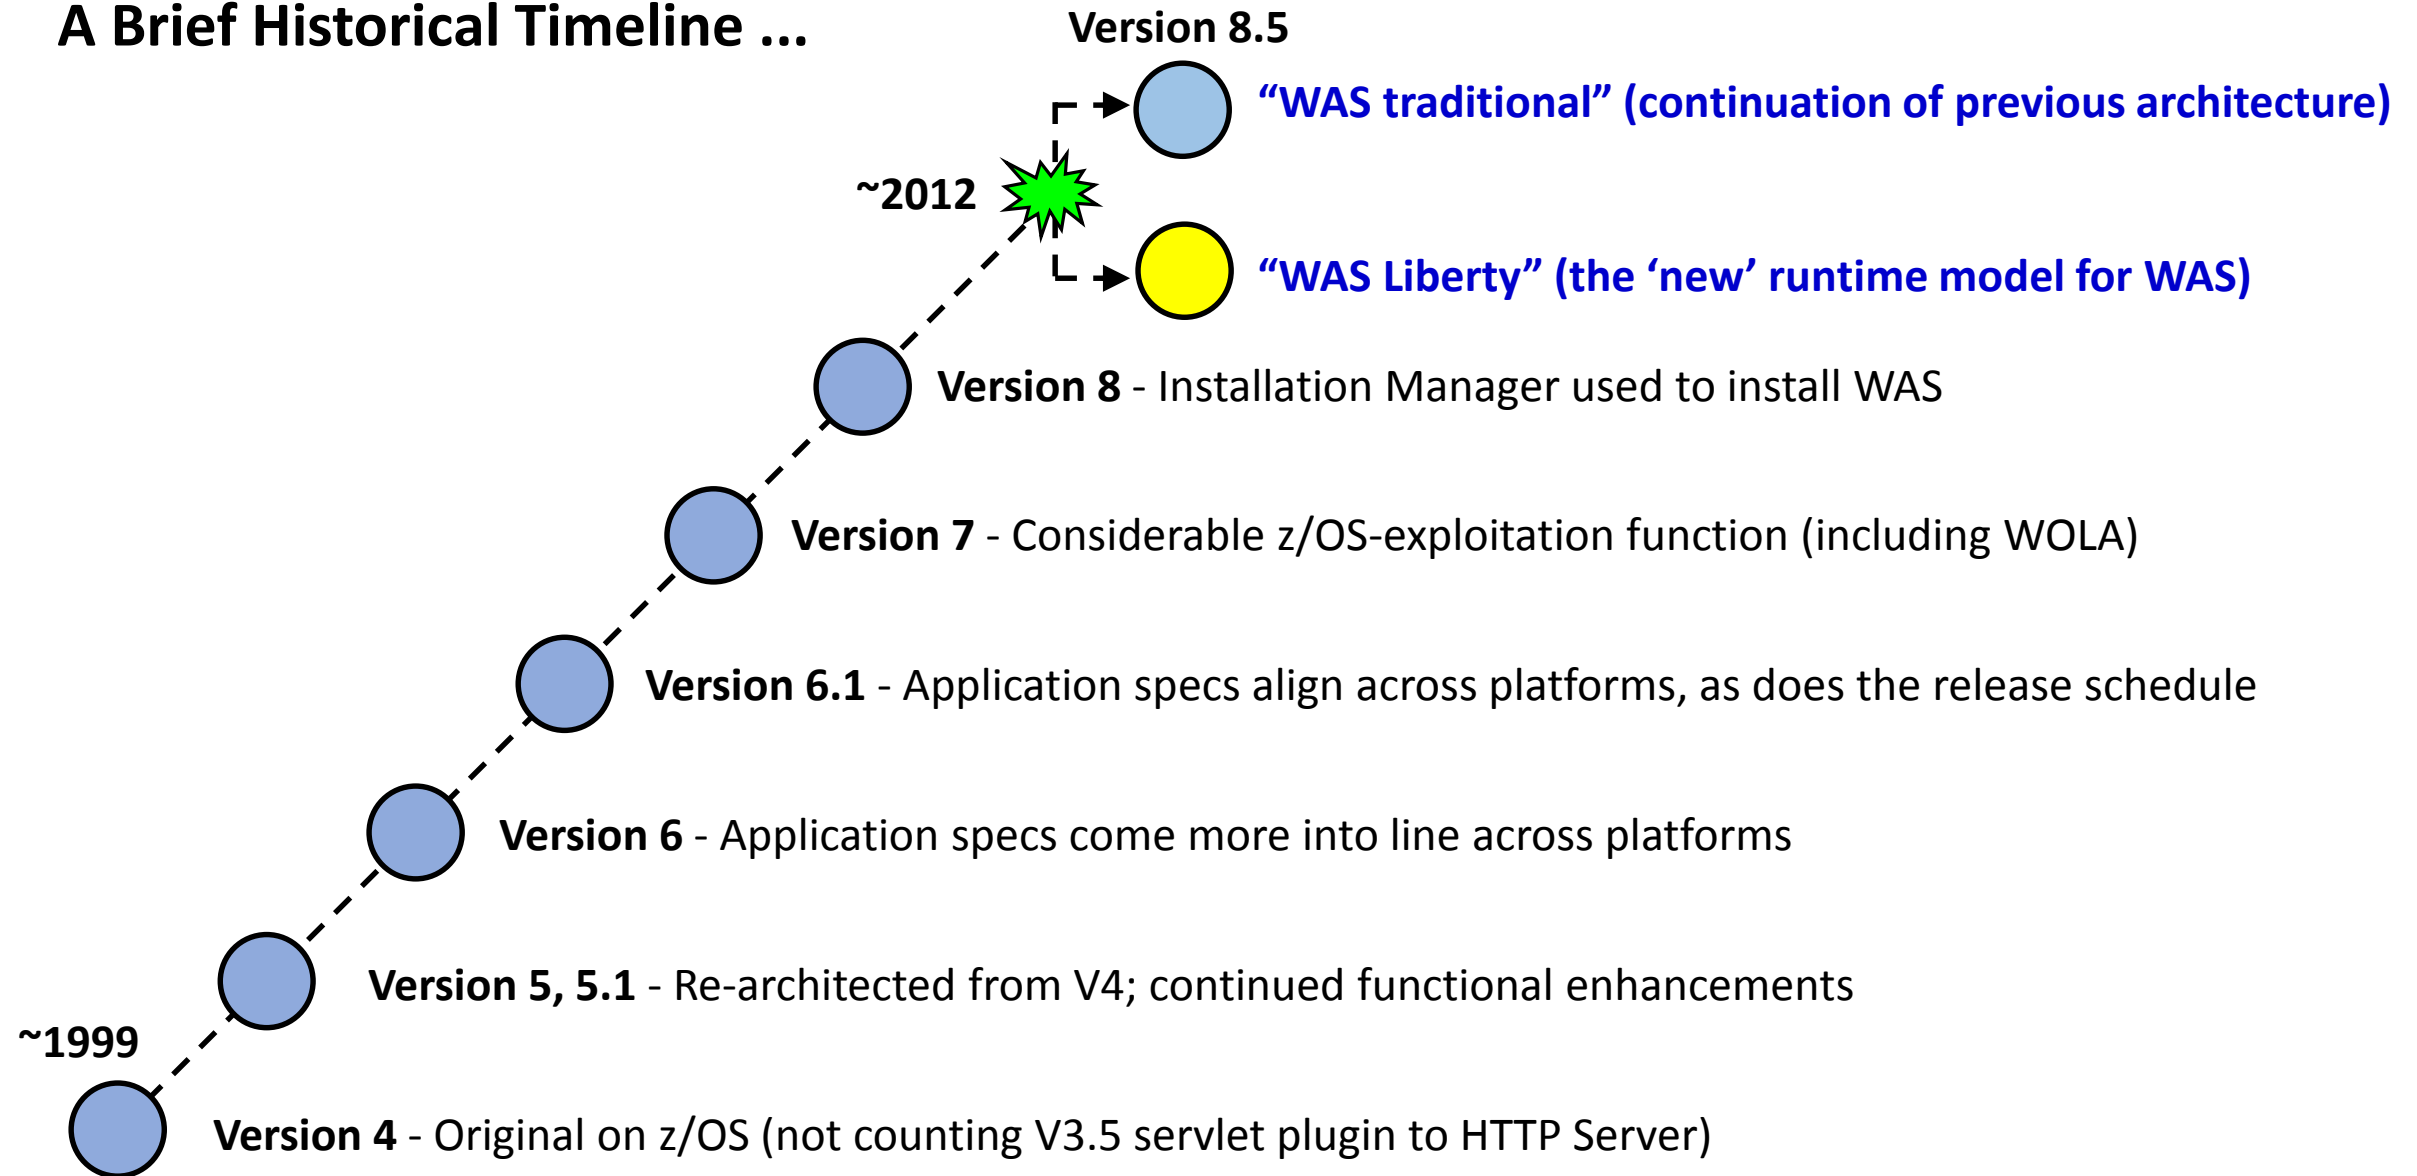 A Brief Historical Timeline ...
Version 8.5
“WAS traditional” (continuation of previous architecture)
~2012
“WAS Liberty” (the ‘new’ runtime model for WAS)
Version 8 - Installation Manager used to install WAS
Version 7 - Considerable z/OS-exploitation function (including WOLA)
Version 6.1 - Application specs align across platforms, as does the release schedule
Version 6 - Application specs come more into line across platforms
Version 5, 5.1 - Re-architected from V4; continued functional enhancements
~1999
Version 4 - Original on z/OS (not counting V3.5 servlet plugin to HTTP Server)